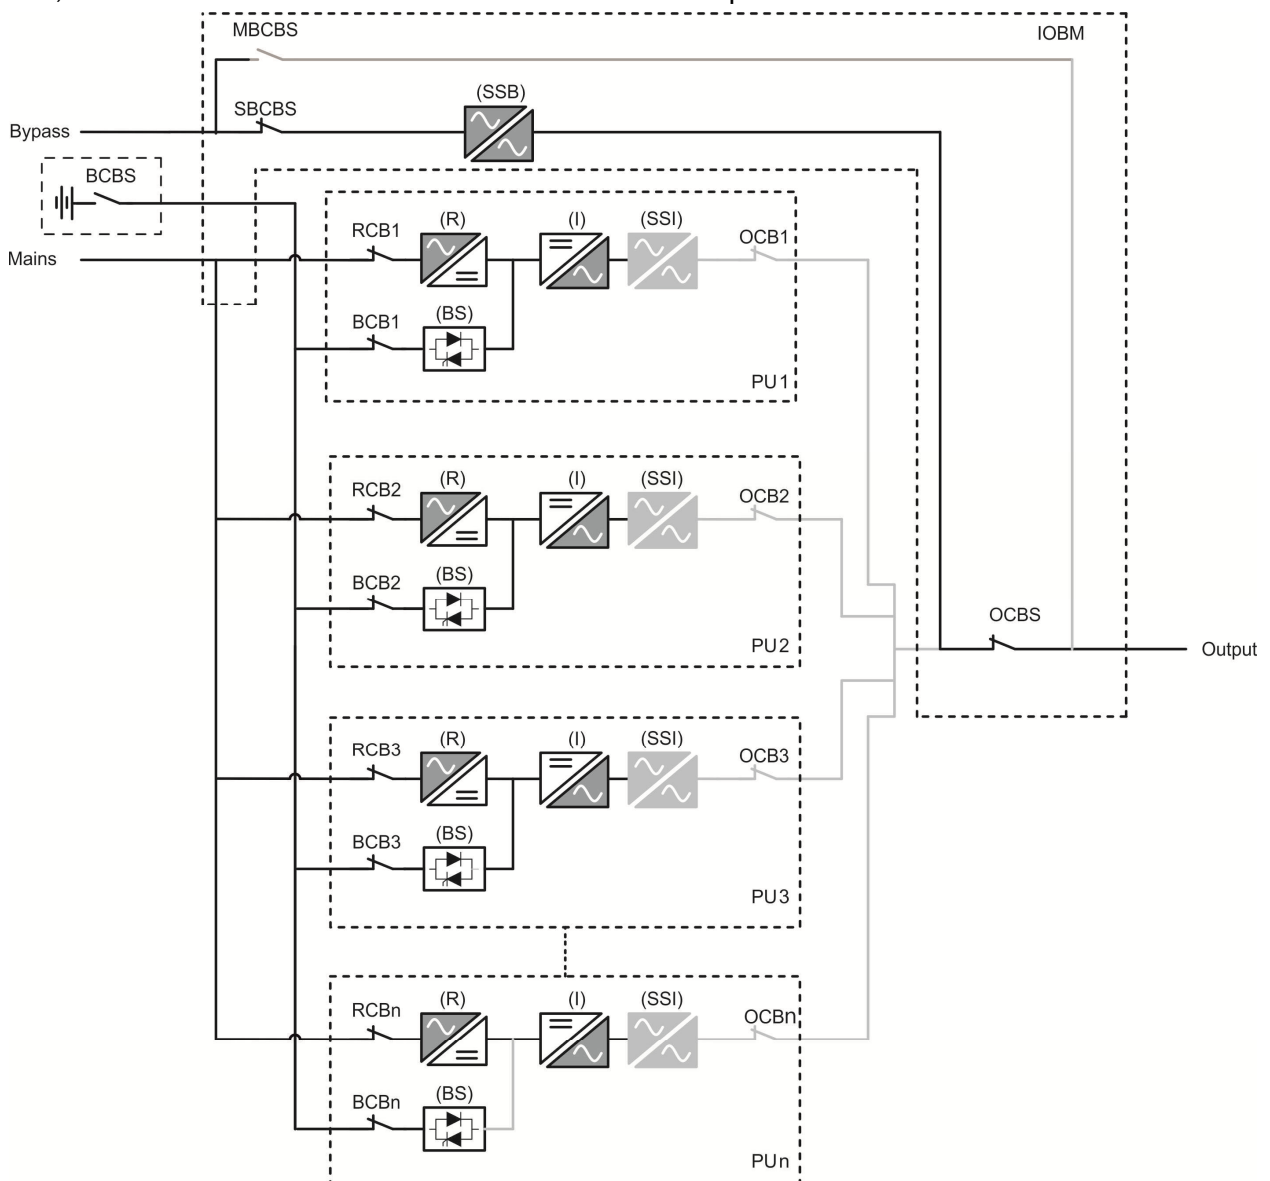 MBCBS
IOBM
(SSB)
SBCBS
Bypass
BCBS
RCB1
(R)
(I)
(SSI)
OCB1
Mains
BCB1
(BS)
PU1
RCB2
(R)
(I)
(SSI)
OCB2
BCB2
(BS)
OCBS
PU2
Output
RCB3
(R)
(I)
(SSI)
OCB3
BCB3
(BS)
PU3
RCBn
(R)
(I)
(SSI)
OCBn
BCBn
(BS)
PUn